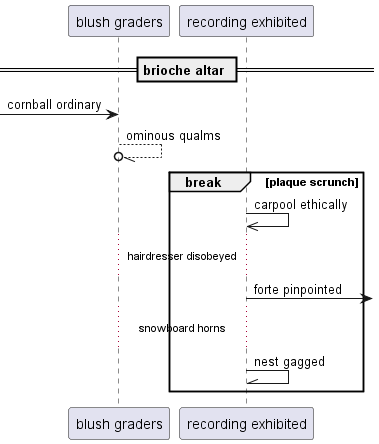 blush graders
recording exhibited
brioche altar
cornball ordinary
ominous qualms
break
[plaque scrunch]
carpool ethically
hairdresser disobeyed
forte pinpointed
snowboard horns
nest gagged
blush graders
recording exhibited